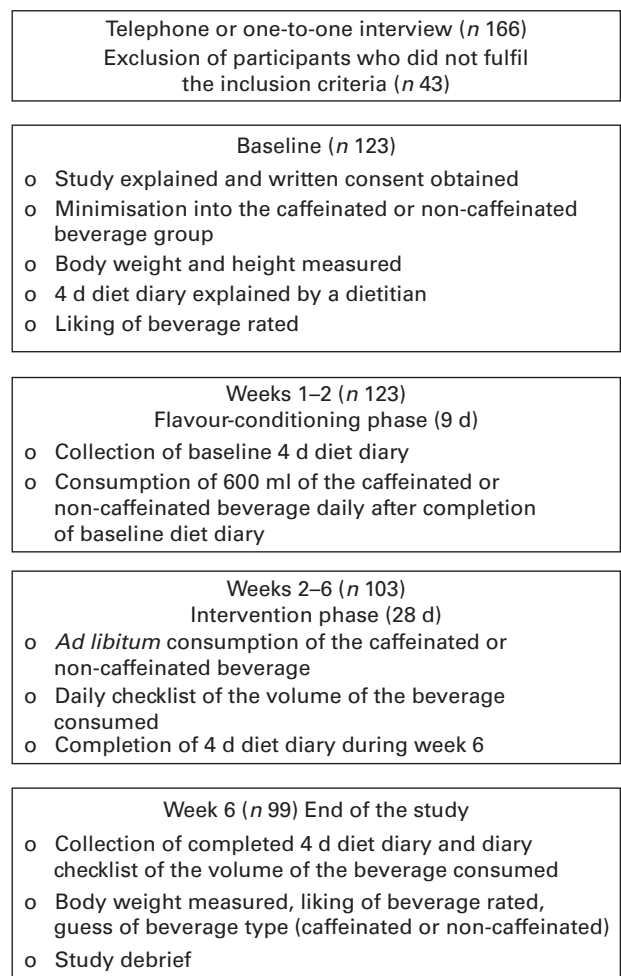 Telephone or one-to-one interview (n 166)
Exclusion of participants who did not fulfil
the inclusion criteria (n 43)
Baseline (n 123)
o Study explained and written consent obtained
o Minimisation into the caffeinated or non-caffeinated
beverage group
o Body weight and height measured
o 4 d diet diary explained by a dietitian
o Liking of beverage rated
Weeks 1–2 (n 123)
Flavour-conditioning phase (9 d)
o Collection of baseline 4 d diet diary
o Consumption of 600 ml of the caffeinated or
non-caffeinated beverage daily after completion
of baseline diet diary
Weeks 2–6 (n 103)
Intervention phase (28 d)
o Ad libitum consumption of the caffeinated or
non-caffeinated beverage
o Daily checklist of the volume of the beverage
consumed
o Completion of 4 d diet diary during week 6
Week 6 (n 99) End of the study
o Collection of completed 4 d diet diary and diary
checklist of the volume of the beverage consumed
o Body weight measured, liking of beverage rated,
guess of beverage type (caffeinated or non-caffeinated)
o Study debrief